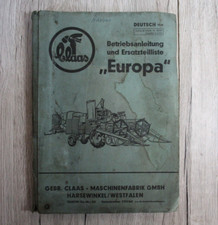 DEUTSCH
Claas
Betriebsanleitung
und Ersatzteilliste
„Europa"
GEBR. CLAAS - MASCHINENFABRIK GMBH
HARSEWINKEL/WESTFALEN